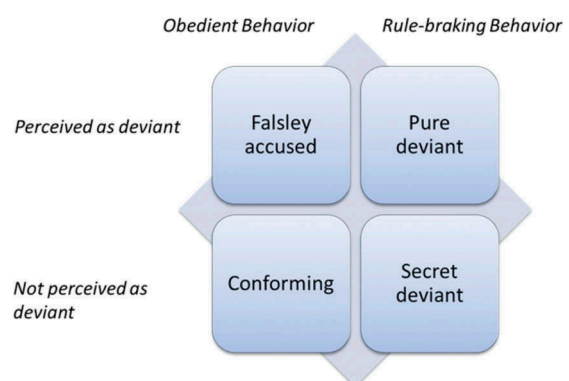 Obedient Behavior
Rule-braking Behavior
Perceived as deviant
Falsley
accused
Pure
deviant
Not perceived as
deviant
Conforming
Secret
deviant